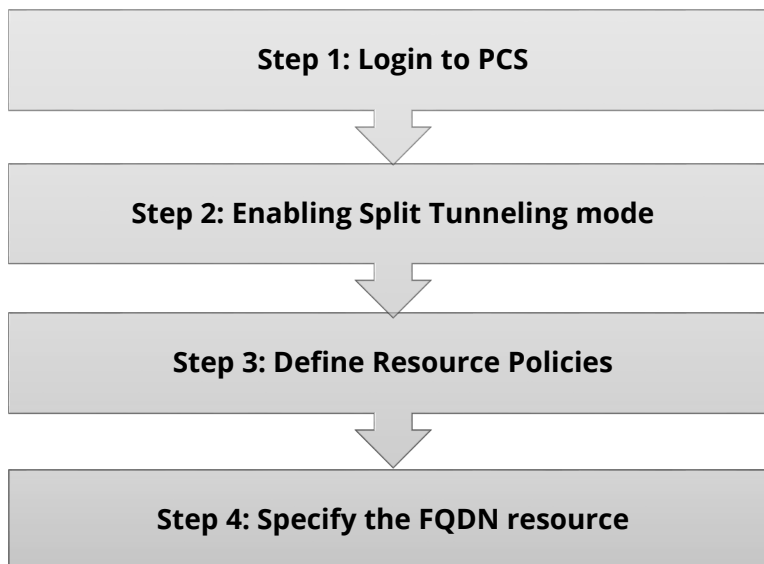 Step 1: Login to PCS
Step 2: Enabling Split Tunneling mode
Step 3: Define Resource Policies
Step 4: Specify the FQDN resource